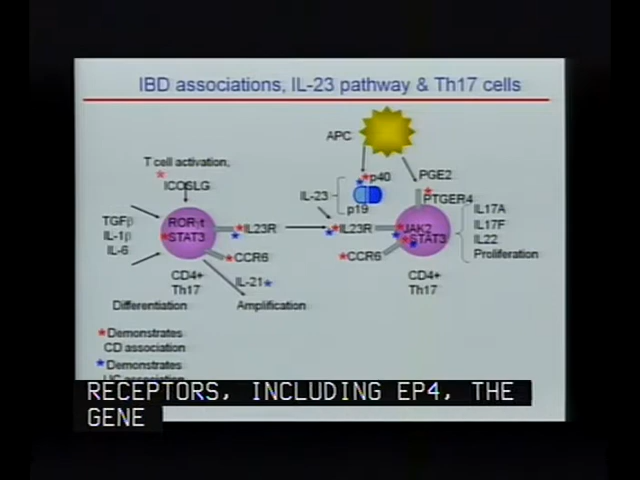 IBD associations, IL-23 pathway & Th17 cells
APC
T cell activation,
ICOSLG
p40
PGE2
IL-23
PTGER4
p19
TGFβ
IL-1β
IL-6
RORγt
STAT3
IL23R
IL23R
JAK2
STAT3
IL17A
IL17F
IL22
Proliferation
CCR6
CCR6
CD4+
Th17
IL-21
CD4+
Th17
Differentiation
Amplification
Demonstrates
CD association
Demonstrates
RECEPTORS, INCLUDING EP4, THE
GENE